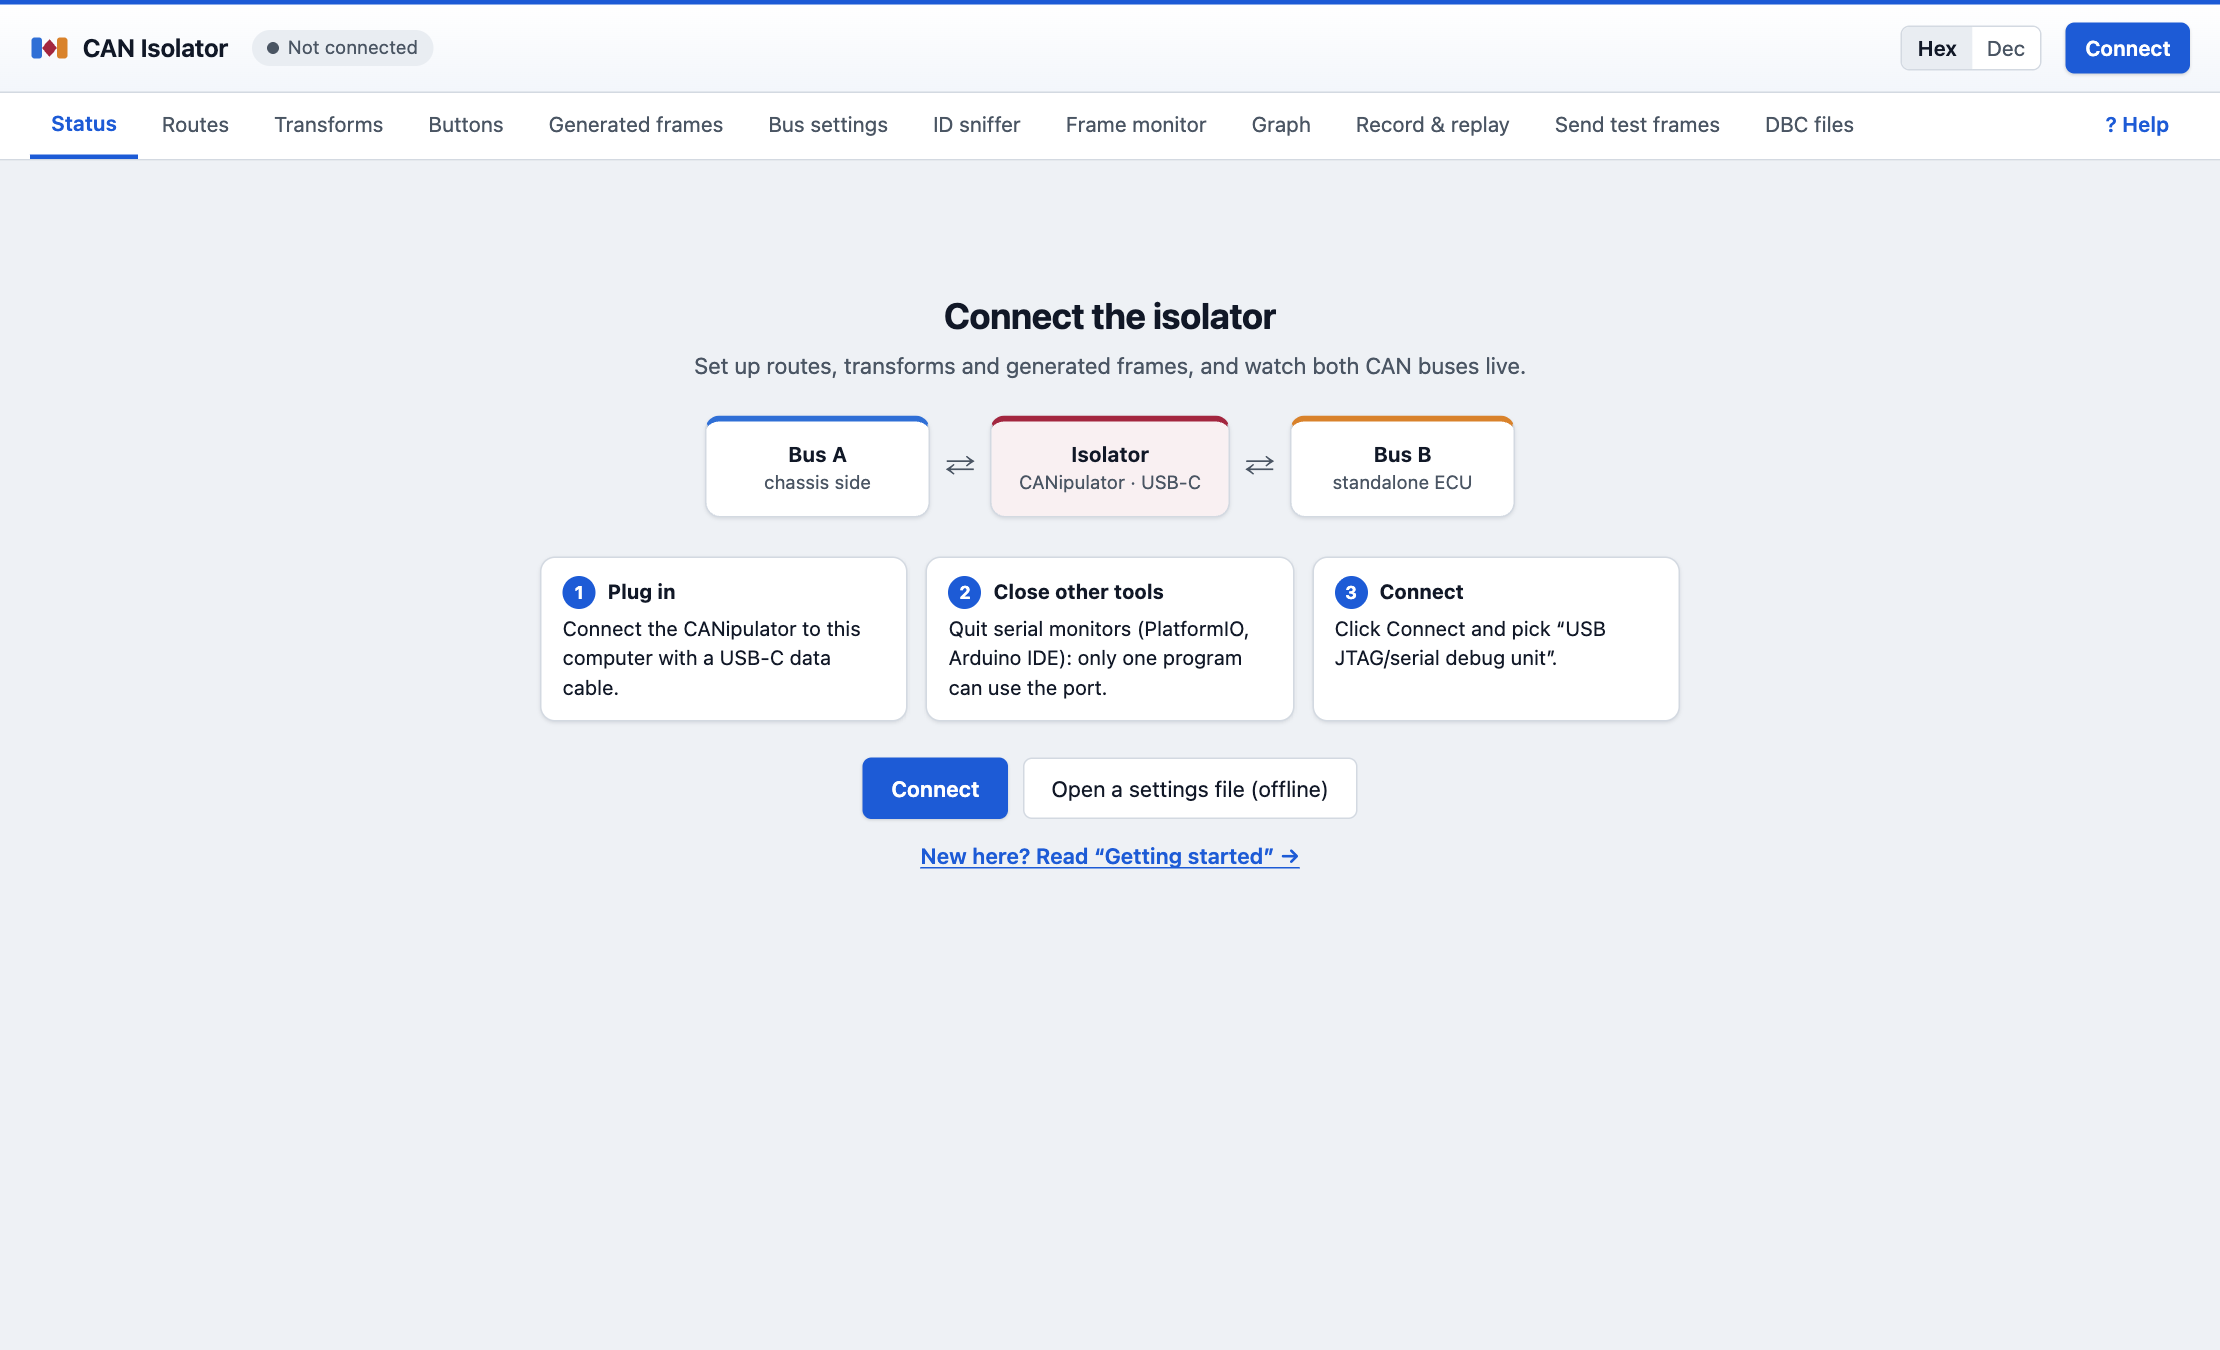 CAN Isolator
Not connected
Hex
Dec
Connect
Status
Routes
Transforms
Buttons
Generated frames
Bus settings
ID sniffer
Frame monitor
Graph
Record & replay
Send test frames
DBC files
? Help
Connect the isolator
Set up routes, transforms and generated frames, and watch both CAN buses live.
Bus A
chassis side
⇄
Isolator
CANipulator · USB-C
⇄
Bus B
standalone ECU
1 Plug in
Connect the CANipulator to this
computer with a USB-C data
cable.
2 Close other tools
Quit serial monitors (PlatformIO,
Arduino IDE): only one program
can use the port.
3 Connect
Click Connect and pick “USB
JTAG/serial debug unit”.
Connect
Open a settings file (offline)
New here? Read “Getting started” →